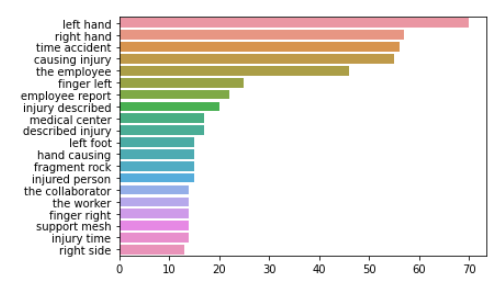 left hand
right hand
time accident
causing injury
the employee
finger left
employee report
injury described
medical center
described injury
left foot
hand causing
fragment rock
injured person
the collaborator
the worker
finger right
support mesh
injury time
right side
0 10 20 30 40 50 60 70